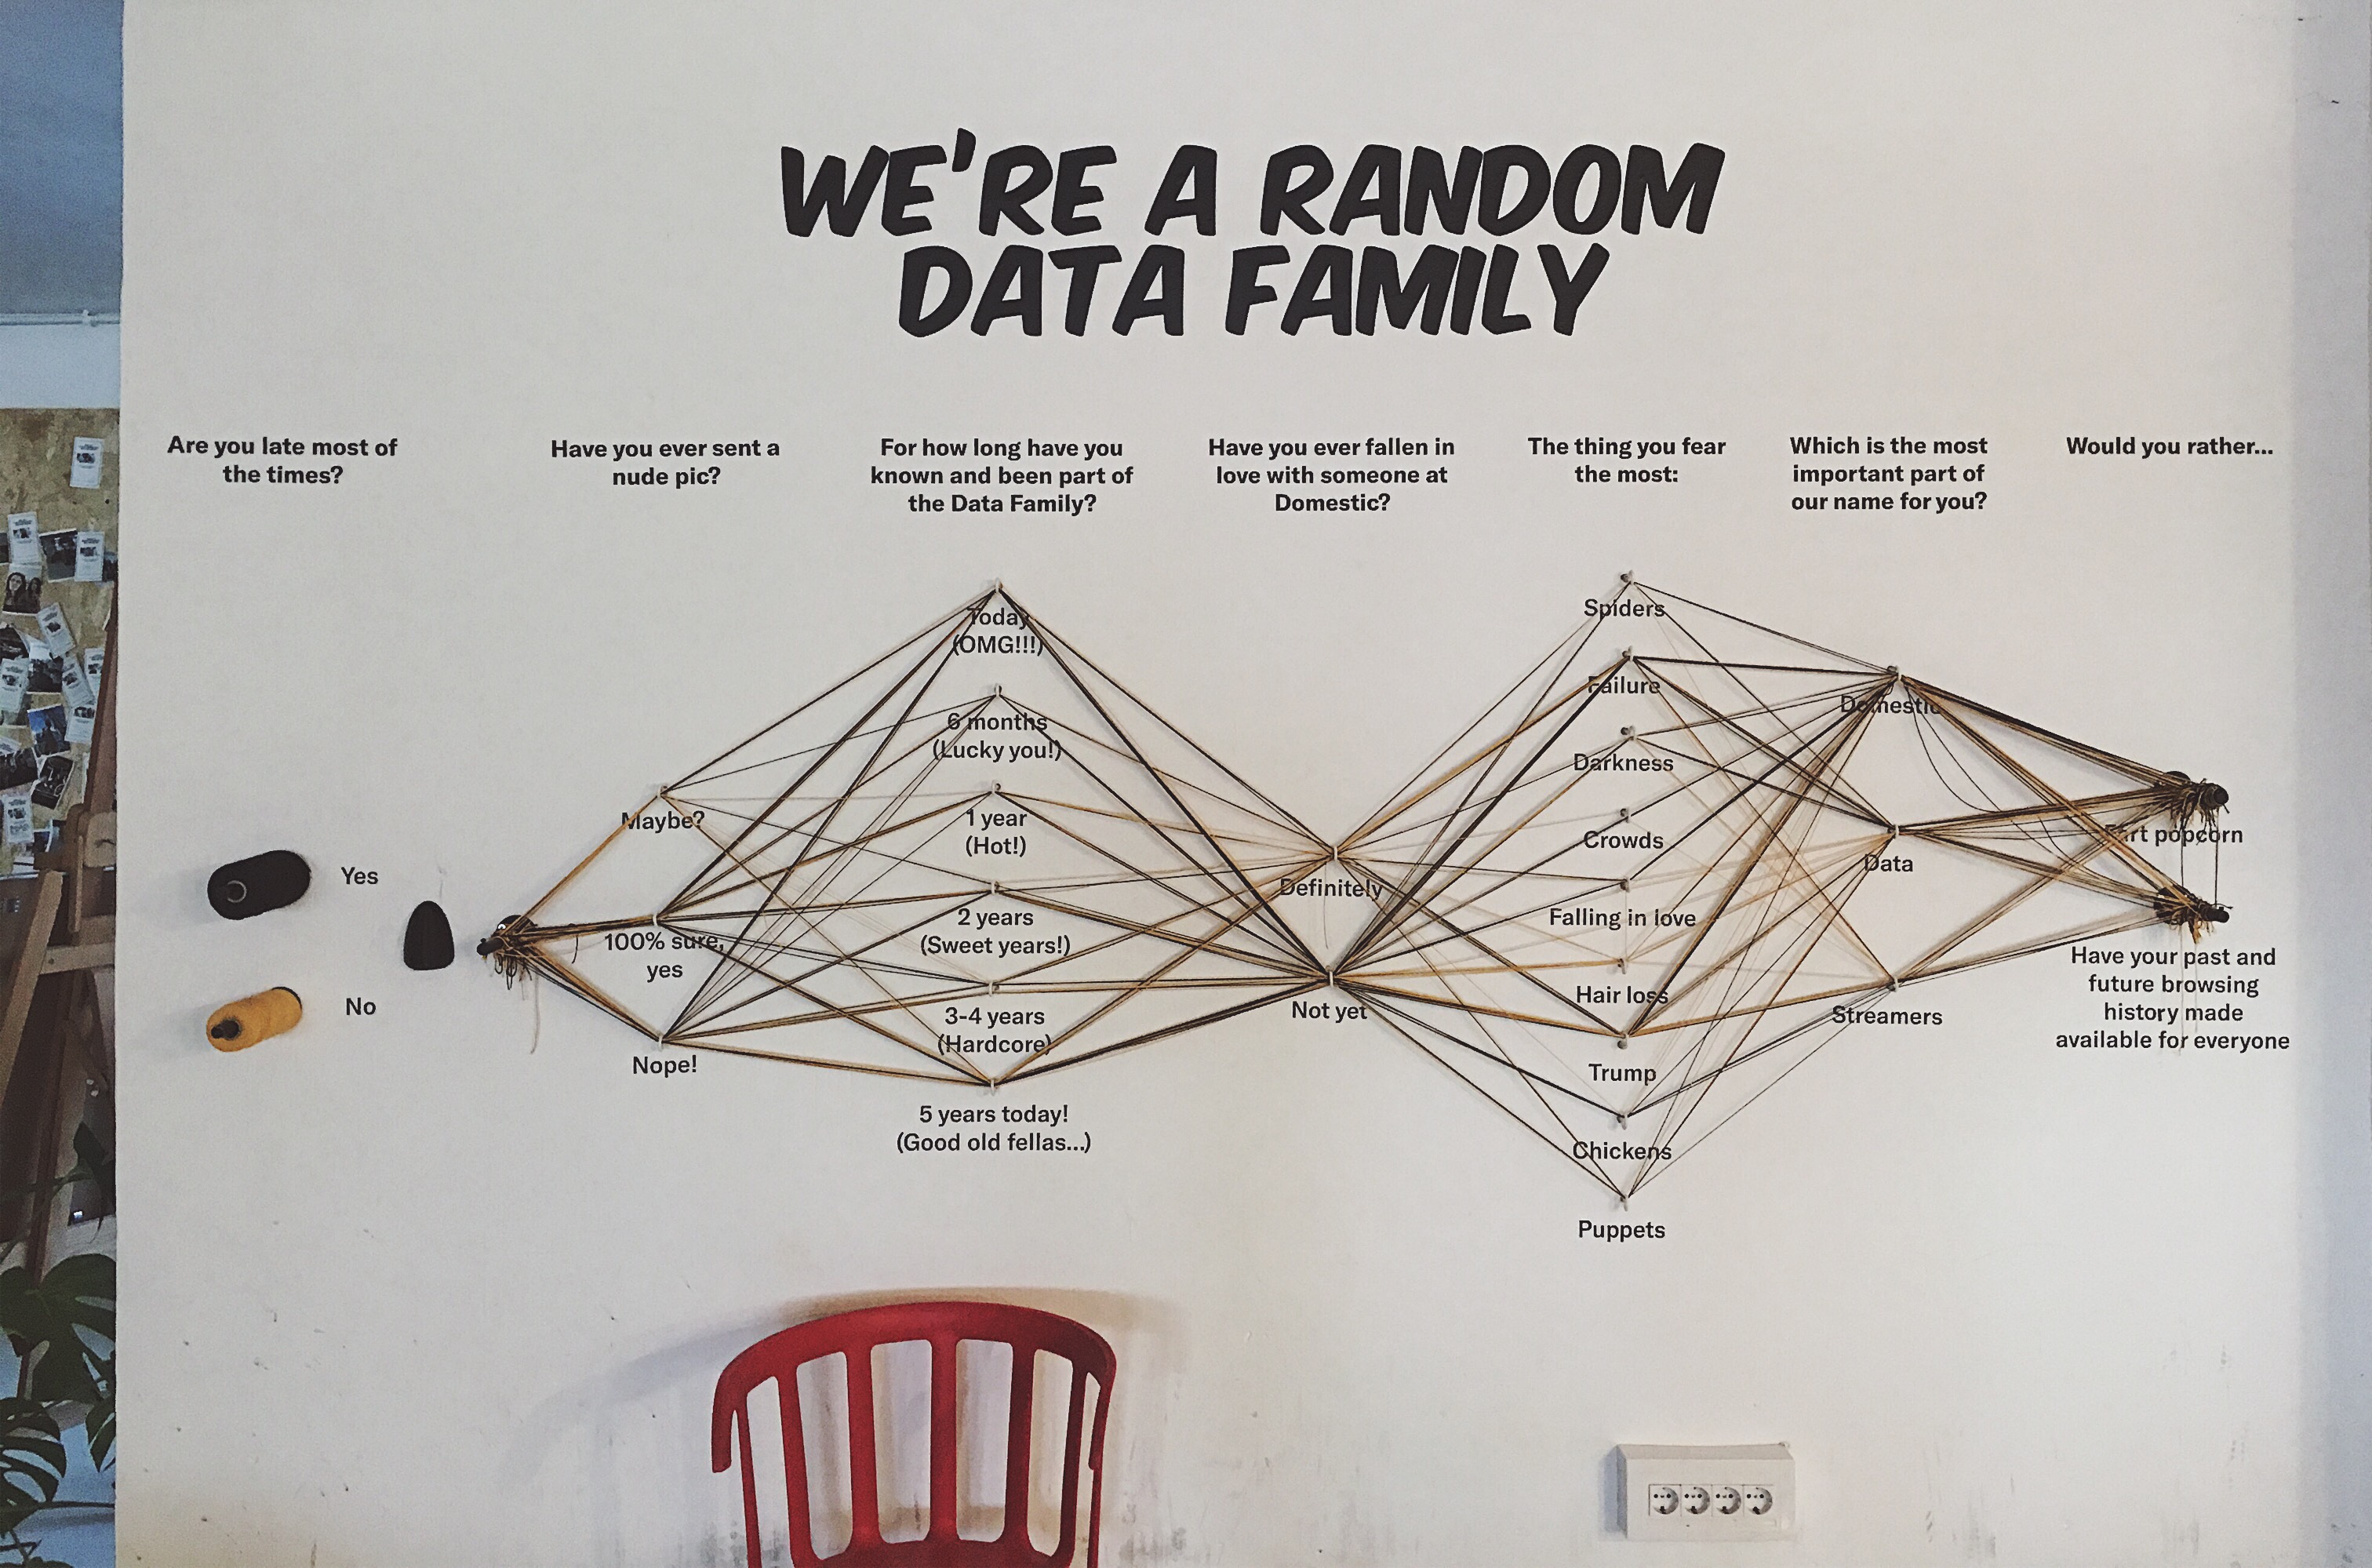 WE'RE A RANDOM
DATA FAMILY
Are you late most of
the times?
Yes
No
Have you ever sent a
nude pic?
Maybe?
100% sure,
yes
Nope!
For how long have you
known and been part of
the Data Family?
Today
(OMG!!!)
6 months
(Lucky you!)
1 year
(Hot!)
2 years
(Sweet years!)
3-4 years
(Hardcore)
5 years today!
(Good old fellas...)
Have you ever fallen in
love with someone at
Domestic?
Definitely
Not yet
The thing you fear
the most:
Spiders
Failure
Darkness
Crowds
Falling in love
Hair loss
Trump
Chickens
Puppets
Which is the most
important part of
our name for you?
Domestic
Data
Streamers
Would you rather...
Fart popcorn
Have your past and
future browsing
history made
available for everyone